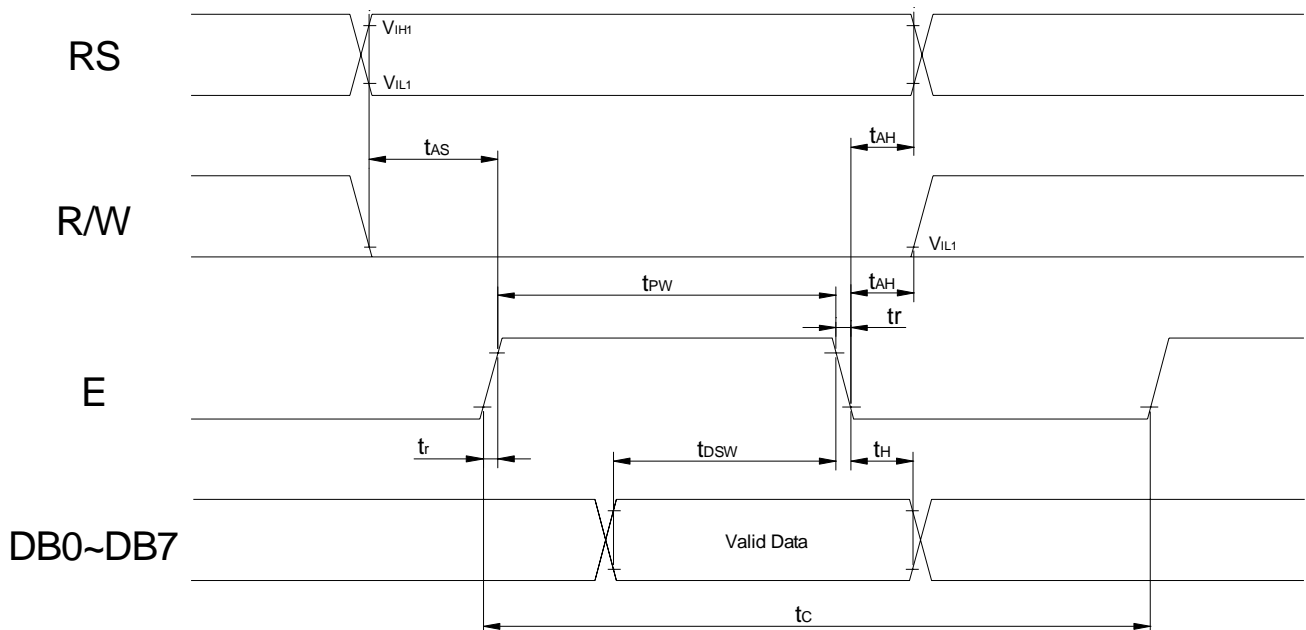 RS
VIH1
VIL1
tAS
tAH
R/W
VIL1
tPW
tAH
tr
E
tr
tDSW
tH
DB0~DB7
Valid Data
tC